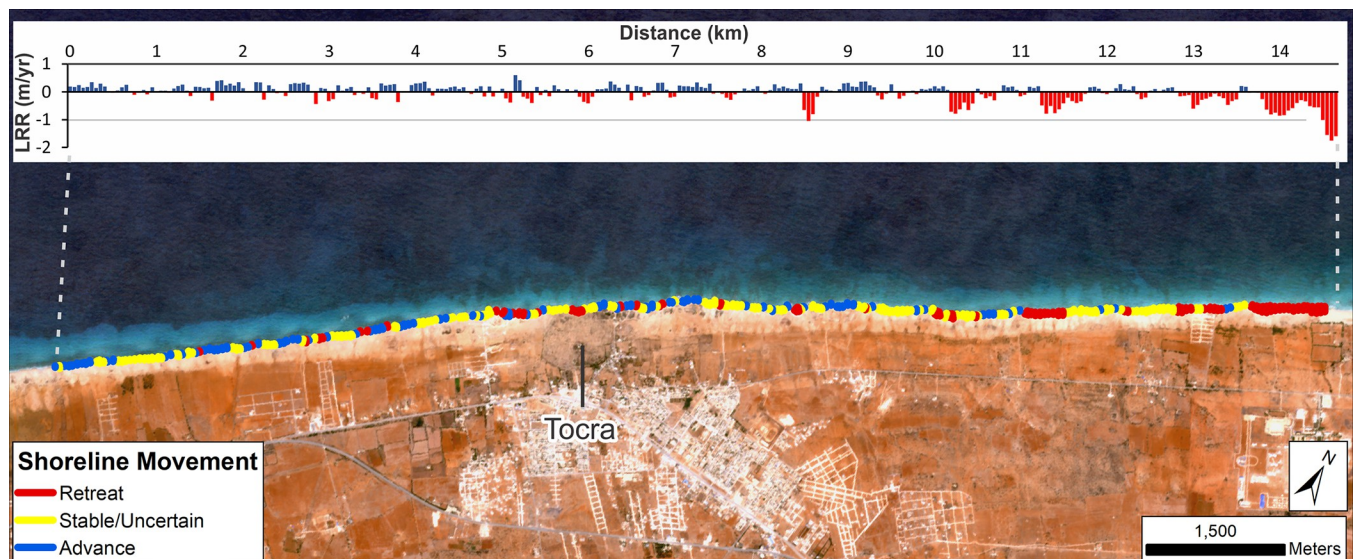 Distance (km)
0 1 2 3 4 5 6 7 8 9 10 11 12 13 14
LRR (m/yr)
1
0
-1
-2
Tocra
Shoreline Movement
Retreat
Stable/Uncertain
Advance
N
1,500
Meters